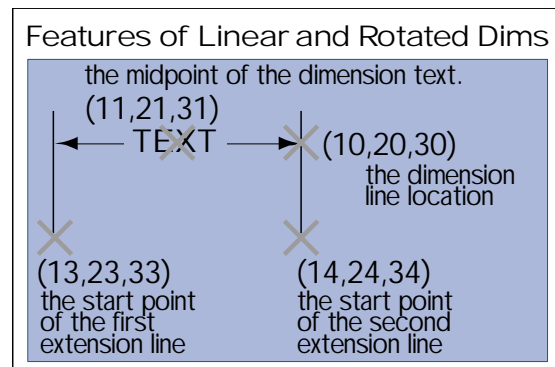 Features of Linear and Rotated Dims
the midpoint of the dimension text.
(11,21,31)
TEXT
(10,20,30)
the dimension
line location
(13,23,33)
the start point
of the first
extension line
(14,24,34)
the start point
of the second
extension line